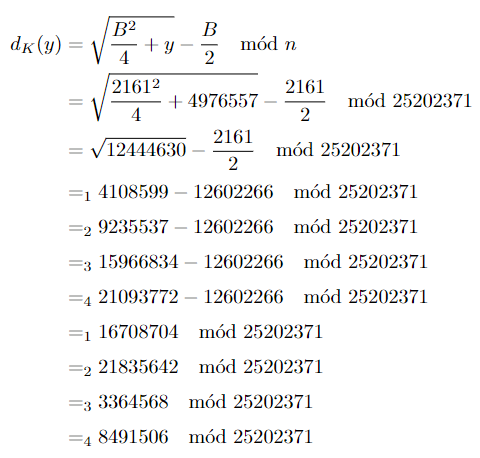 d_K(y) = √(B²/4 + y) − B/2 mód n
= √(2161²/4 + 4976557) − 2161/2 mód 25202371
= √12444630 − 2161/2 mód 25202371
=₁ 4108599 − 12602266 mód 25202371
=₂ 9235537 − 12602266 mód 25202371
=₃ 15966834 − 12602266 mód 25202371
=₄ 21093772 − 12602266 mód 25202371
=₁ 16708704 mód 25202371
=₂ 21835642 mód 25202371
=₃ 3364568 mód 25202371
=₄ 8491506 mód 25202371